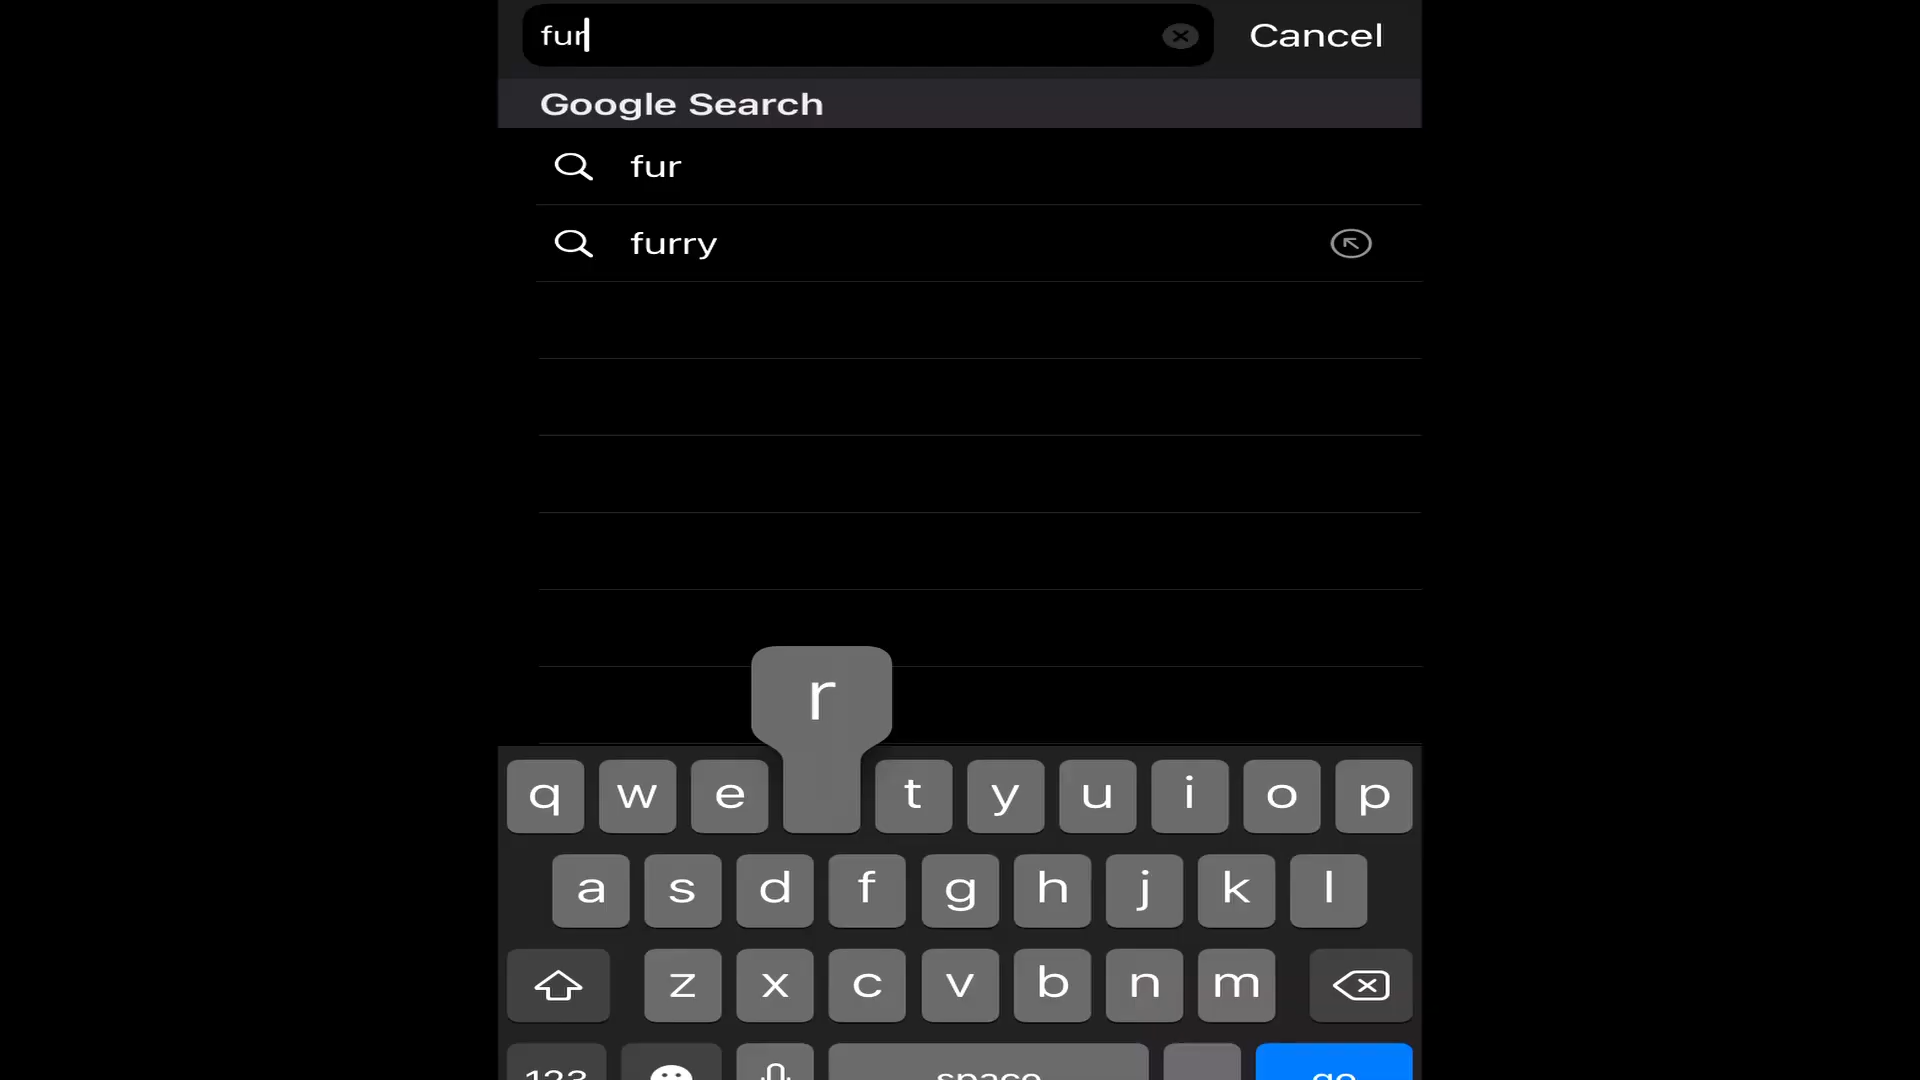 fur Cancel
Google Search
fur
furry
r
q w e t y u i o p
a s d f g h j k l
z x c v b n m
123 space go